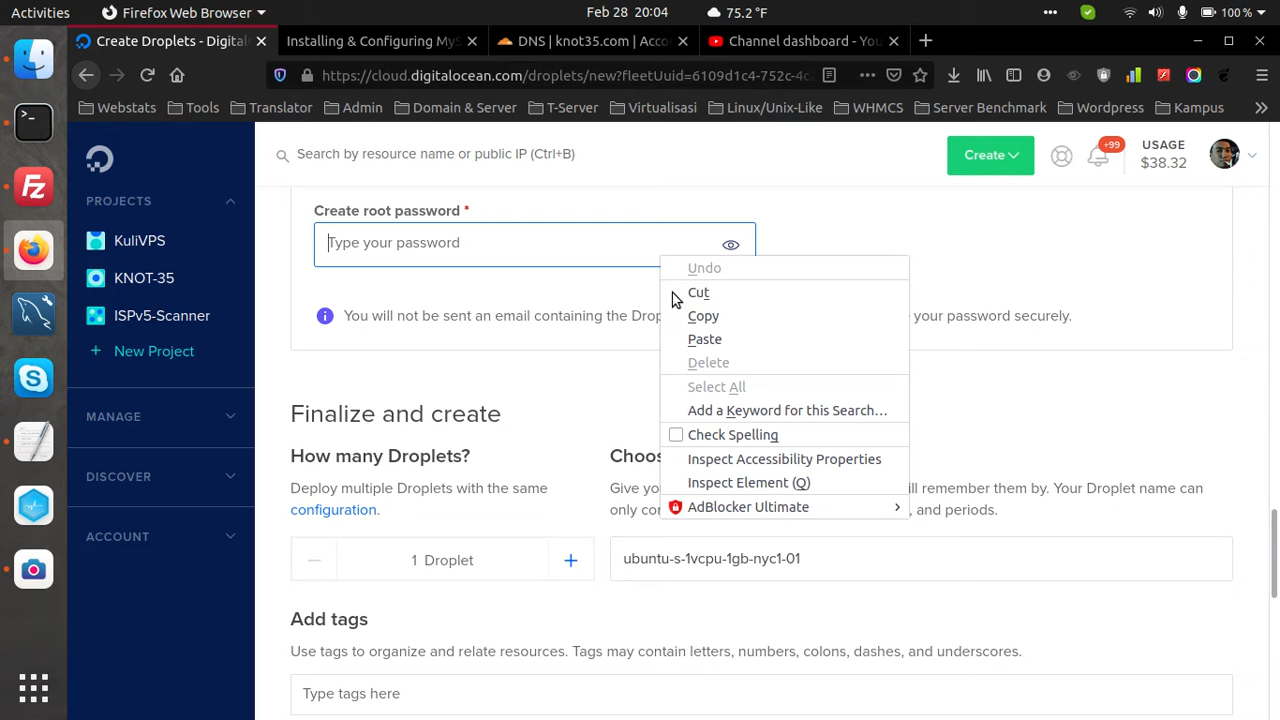 Activities
Firefox Web Browser
Feb 28 20:04
75.2 °F
100 %
Create Droplets - Digital
Installing & Configuring MyS
DNS | knot35.com | Acco
Channel dashboard - You
https://cloud.digitalocean.com/droplets/new?fleetUuid=6109d1c4-752c-4c2
Webstats
Tools
Translator
Admin
Domain & Server
T-Server
Virtualisasi
Linux/Unix-Like
WHMCS
Server Benchmark
Wordpress
Kampus
Search by resource name or public IP (Ctrl+B)
Create
+99
USAGE
$38.32
PROJECTS
KuliVPS
KNOT-35
ISPv5-Scanner
+ New Project
MANAGE
DISCOVER
ACCOUNT
Create root password *
Type your password
You will not be sent an email containing the Drop
e your password securely.
Undo
Cut
Copy
Paste
Delete
Select All
Add a Keyword for this Search...
Check Spelling
Inspect Accessibility Properties
Inspect Element (Q)
AdBlocker Ultimate
Finalize and create
How many Droplets?
Deploy multiple Droplets with the same
configuration.
1 Droplet
Choo
Give yo
will remember them by. Your Droplet name can
only co
, and periods.
ubuntu-s-1vcpu-1gb-nyc1-01
Add tags
Use tags to organize and relate resources. Tags may contain letters, numbers, colons, dashes, and underscores.
Type tags here